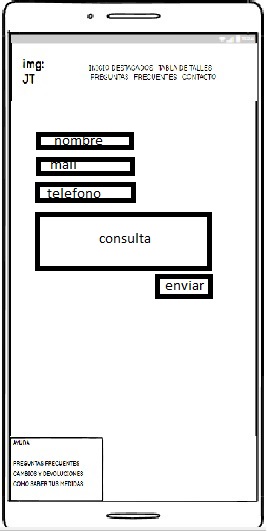 img:
JT
INICIO DESTACADOS TABLA DE TALLES
PREGUNTAS FRECUENTES CONTACTO
nombre
mail
telefono
consulta
enviar
AYUDA
PREGUNTAS FRECUENTES
CAMBIOS Y DEVOLUCIONES
COMO SABER TUS MEDIDAS